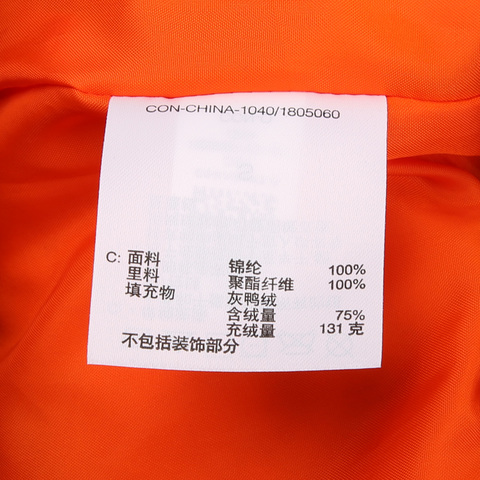 CON-CHINA-1040/1805060
C: 面料 锦纶 100%
里料 聚酯纤维 100%
填充物 灰鸭绒
含绒量 75%
充绒量 131 克
不包括装饰部分